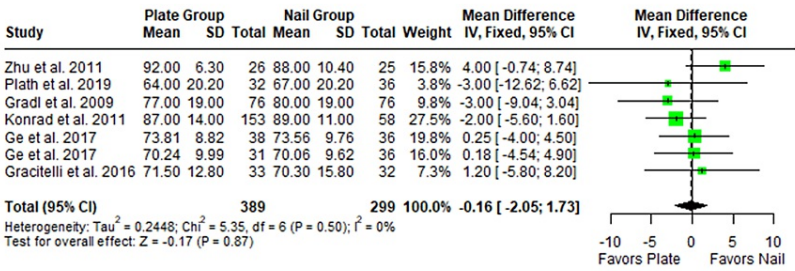 Plate Group Nail Group Mean Difference Mean Difference
Study Mean SD Total Mean SD Total Weight IV, Fixed, 95% CI IV, Fixed, 95% CI
Zhu et al. 2011 92.00 6.30 26 88.00 10.40 25 15.8% 4.00 [-0.74; 8.74]
Plath et al. 2019 64.00 20.20 32 67.00 20.20 36 3.8% -3.00 [-12.62; 6.62]
Gradl et al. 2009 77.00 19.00 76 80.00 19.00 76 9.8% -3.00 [-9.04; 3.04]
Konrad et al. 2011 87.00 14.00 153 89.00 11.00 58 27.5% -2.00 [-5.60; 1.60]
Ge et al. 2017 73.81 8.82 38 73.56 9.76 36 19.8% 0.25 [-4.00; 4.50]
Ge et al. 2017 70.24 9.99 31 70.06 9.62 36 16.0% 0.18 [-4.54; 4.90]
Gracitelli et al. 2016 71.50 12.80 33 70.30 15.80 32 7.3% 1.20 [-5.80; 8.20]
Total (95% CI) 389 299 100.0% -0.16 [-2.05; 1.73]
Heterogeneity: Tau² = 0.2448; Chi² = 5.35, df = 6 (P = 0.50); I² = 0%
Test for overall effect: Z = -0.17 (P = 0.87)
-10 -5 0 5 10
Favors Plate Favors Nail